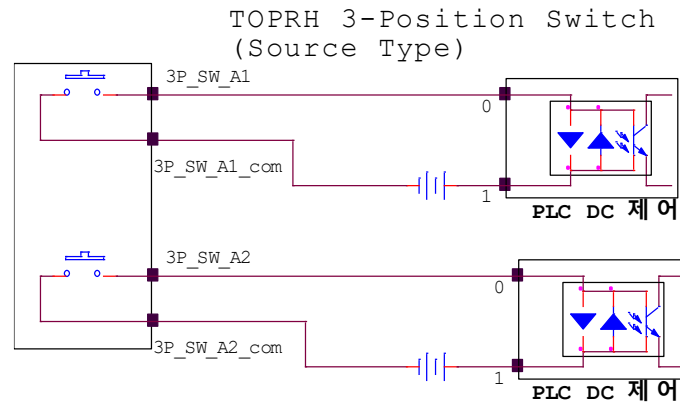 TOPRH 3-Position Switch
(Source Type)
3P_SW_A1
0
3P_SW_A1_com
1
PLC DC 제어
3P_SW_A2
0
3P_SW_A2_com
1
PLC DC 제어